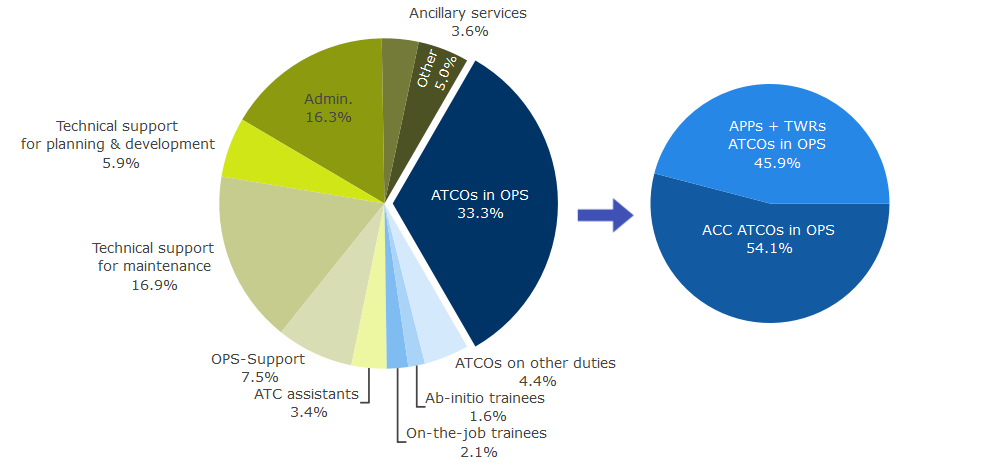 Ancillary services
3.6%
Other
5.0%
Admin.
16.3%
Technical support
for planning & development
5.9%
ATCOs in OPS
33.3%
Technical support
for maintenance
16.9%
OPS-Support
7.5%
ATC assistants
3.4%
ATCOs on other duties
4.4%
Ab-initio trainees
1.6%
On-the-job trainees
2.1%
APPs + TWRs
ATCOs in OPS
45.9%
ACC ATCOs in OPS
54.1%